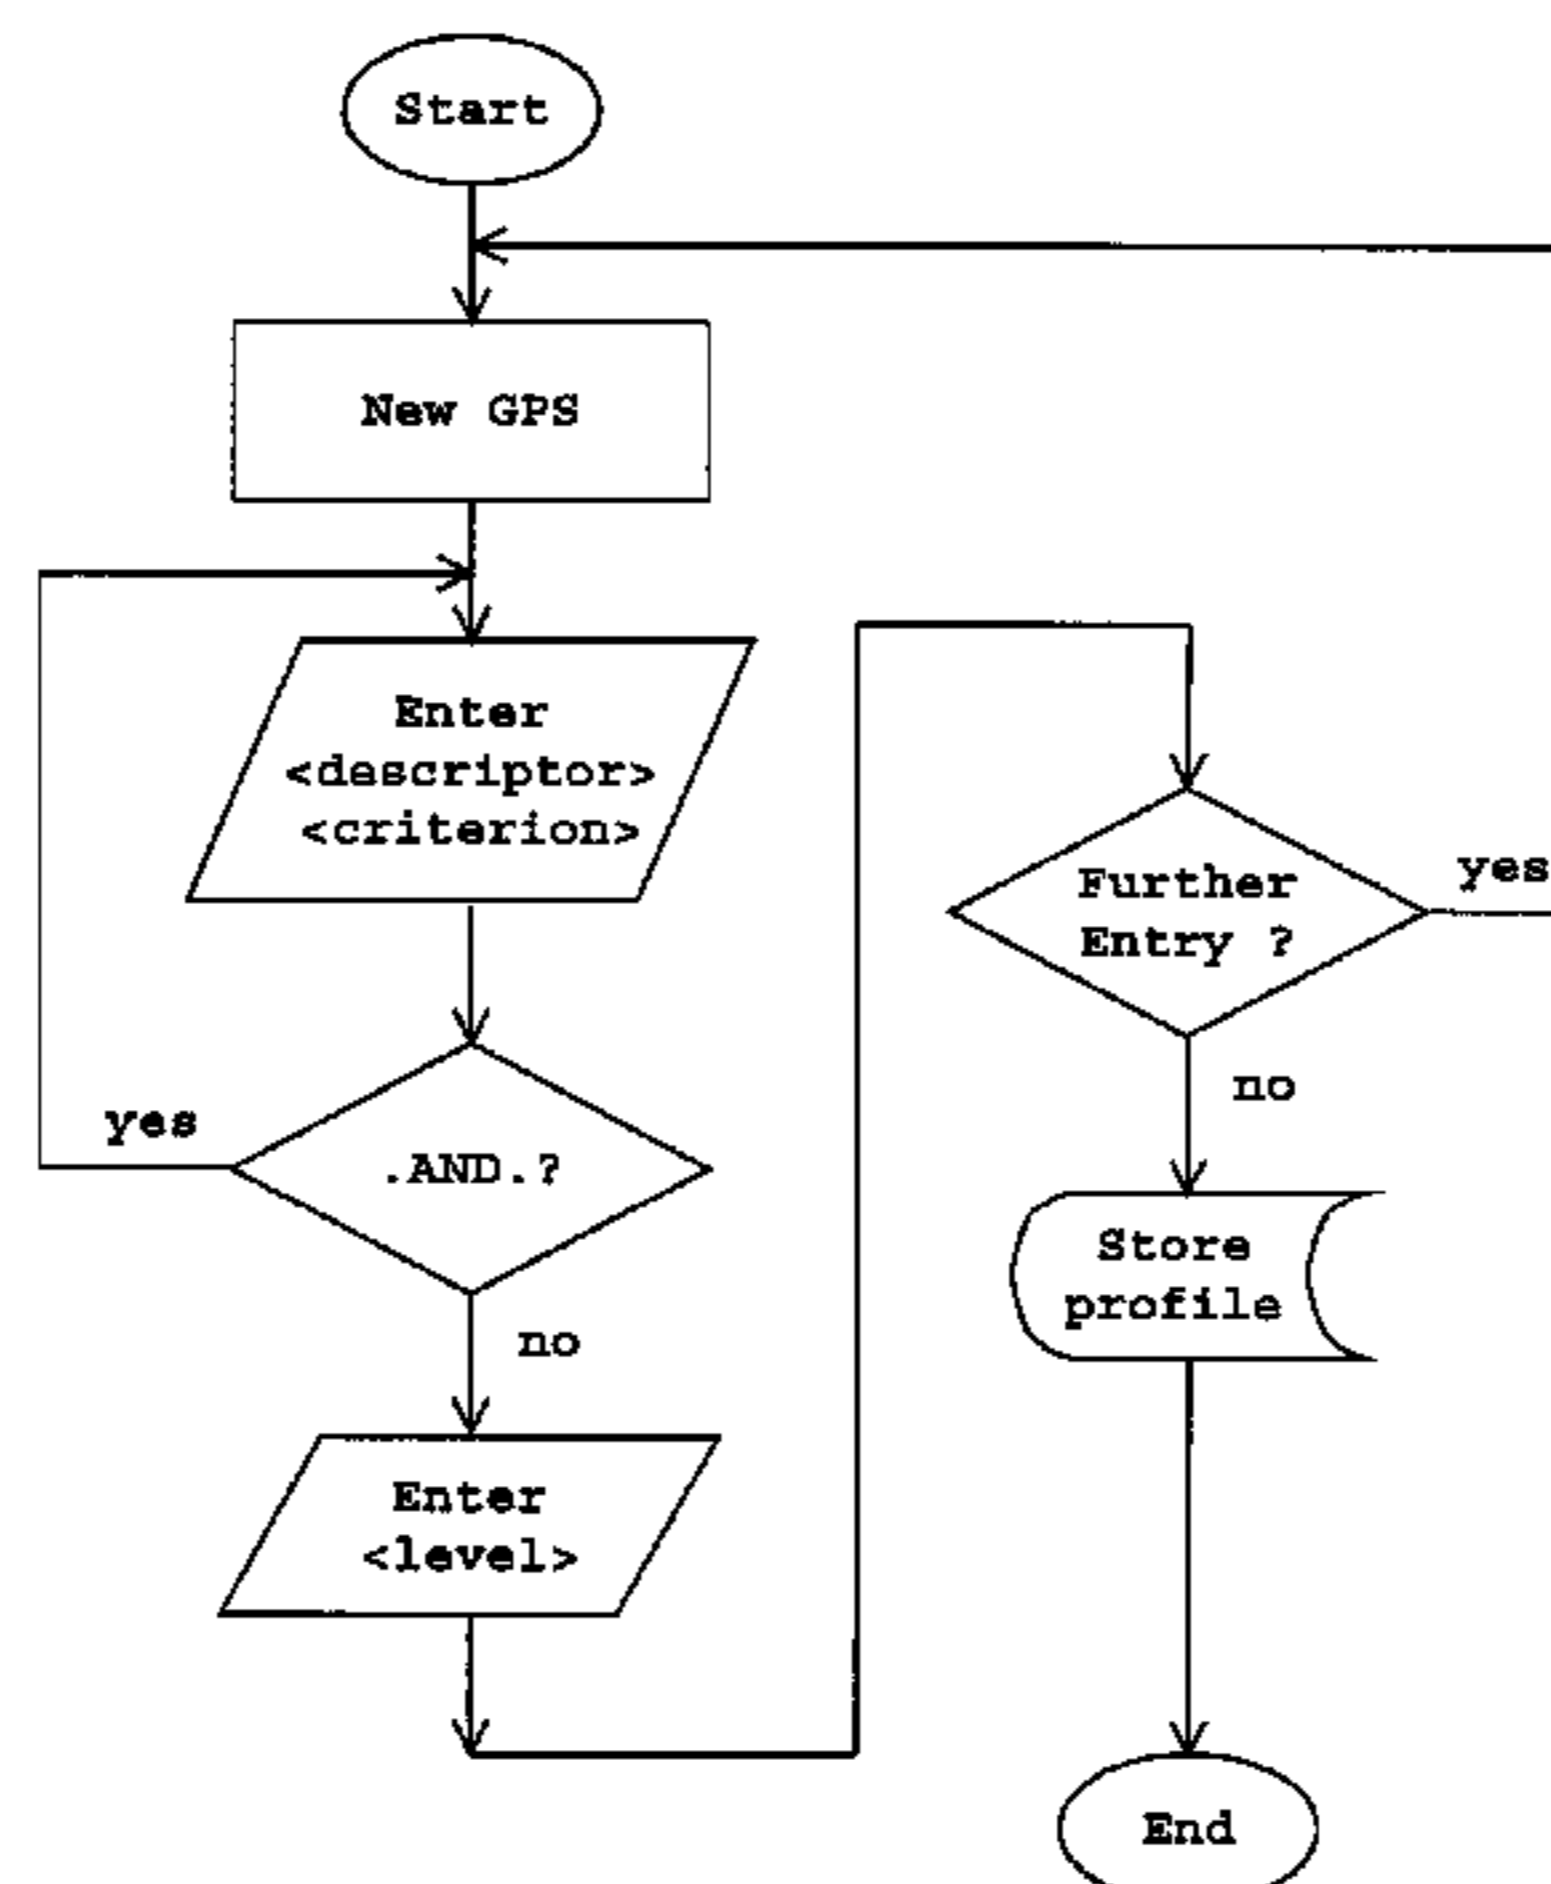 Start
New GPS
Enter
<descriptor>
<criterion>
yes
.AND.?
no
Enter
<level>
Further
Entry ?
yes
no
Store
profile
End